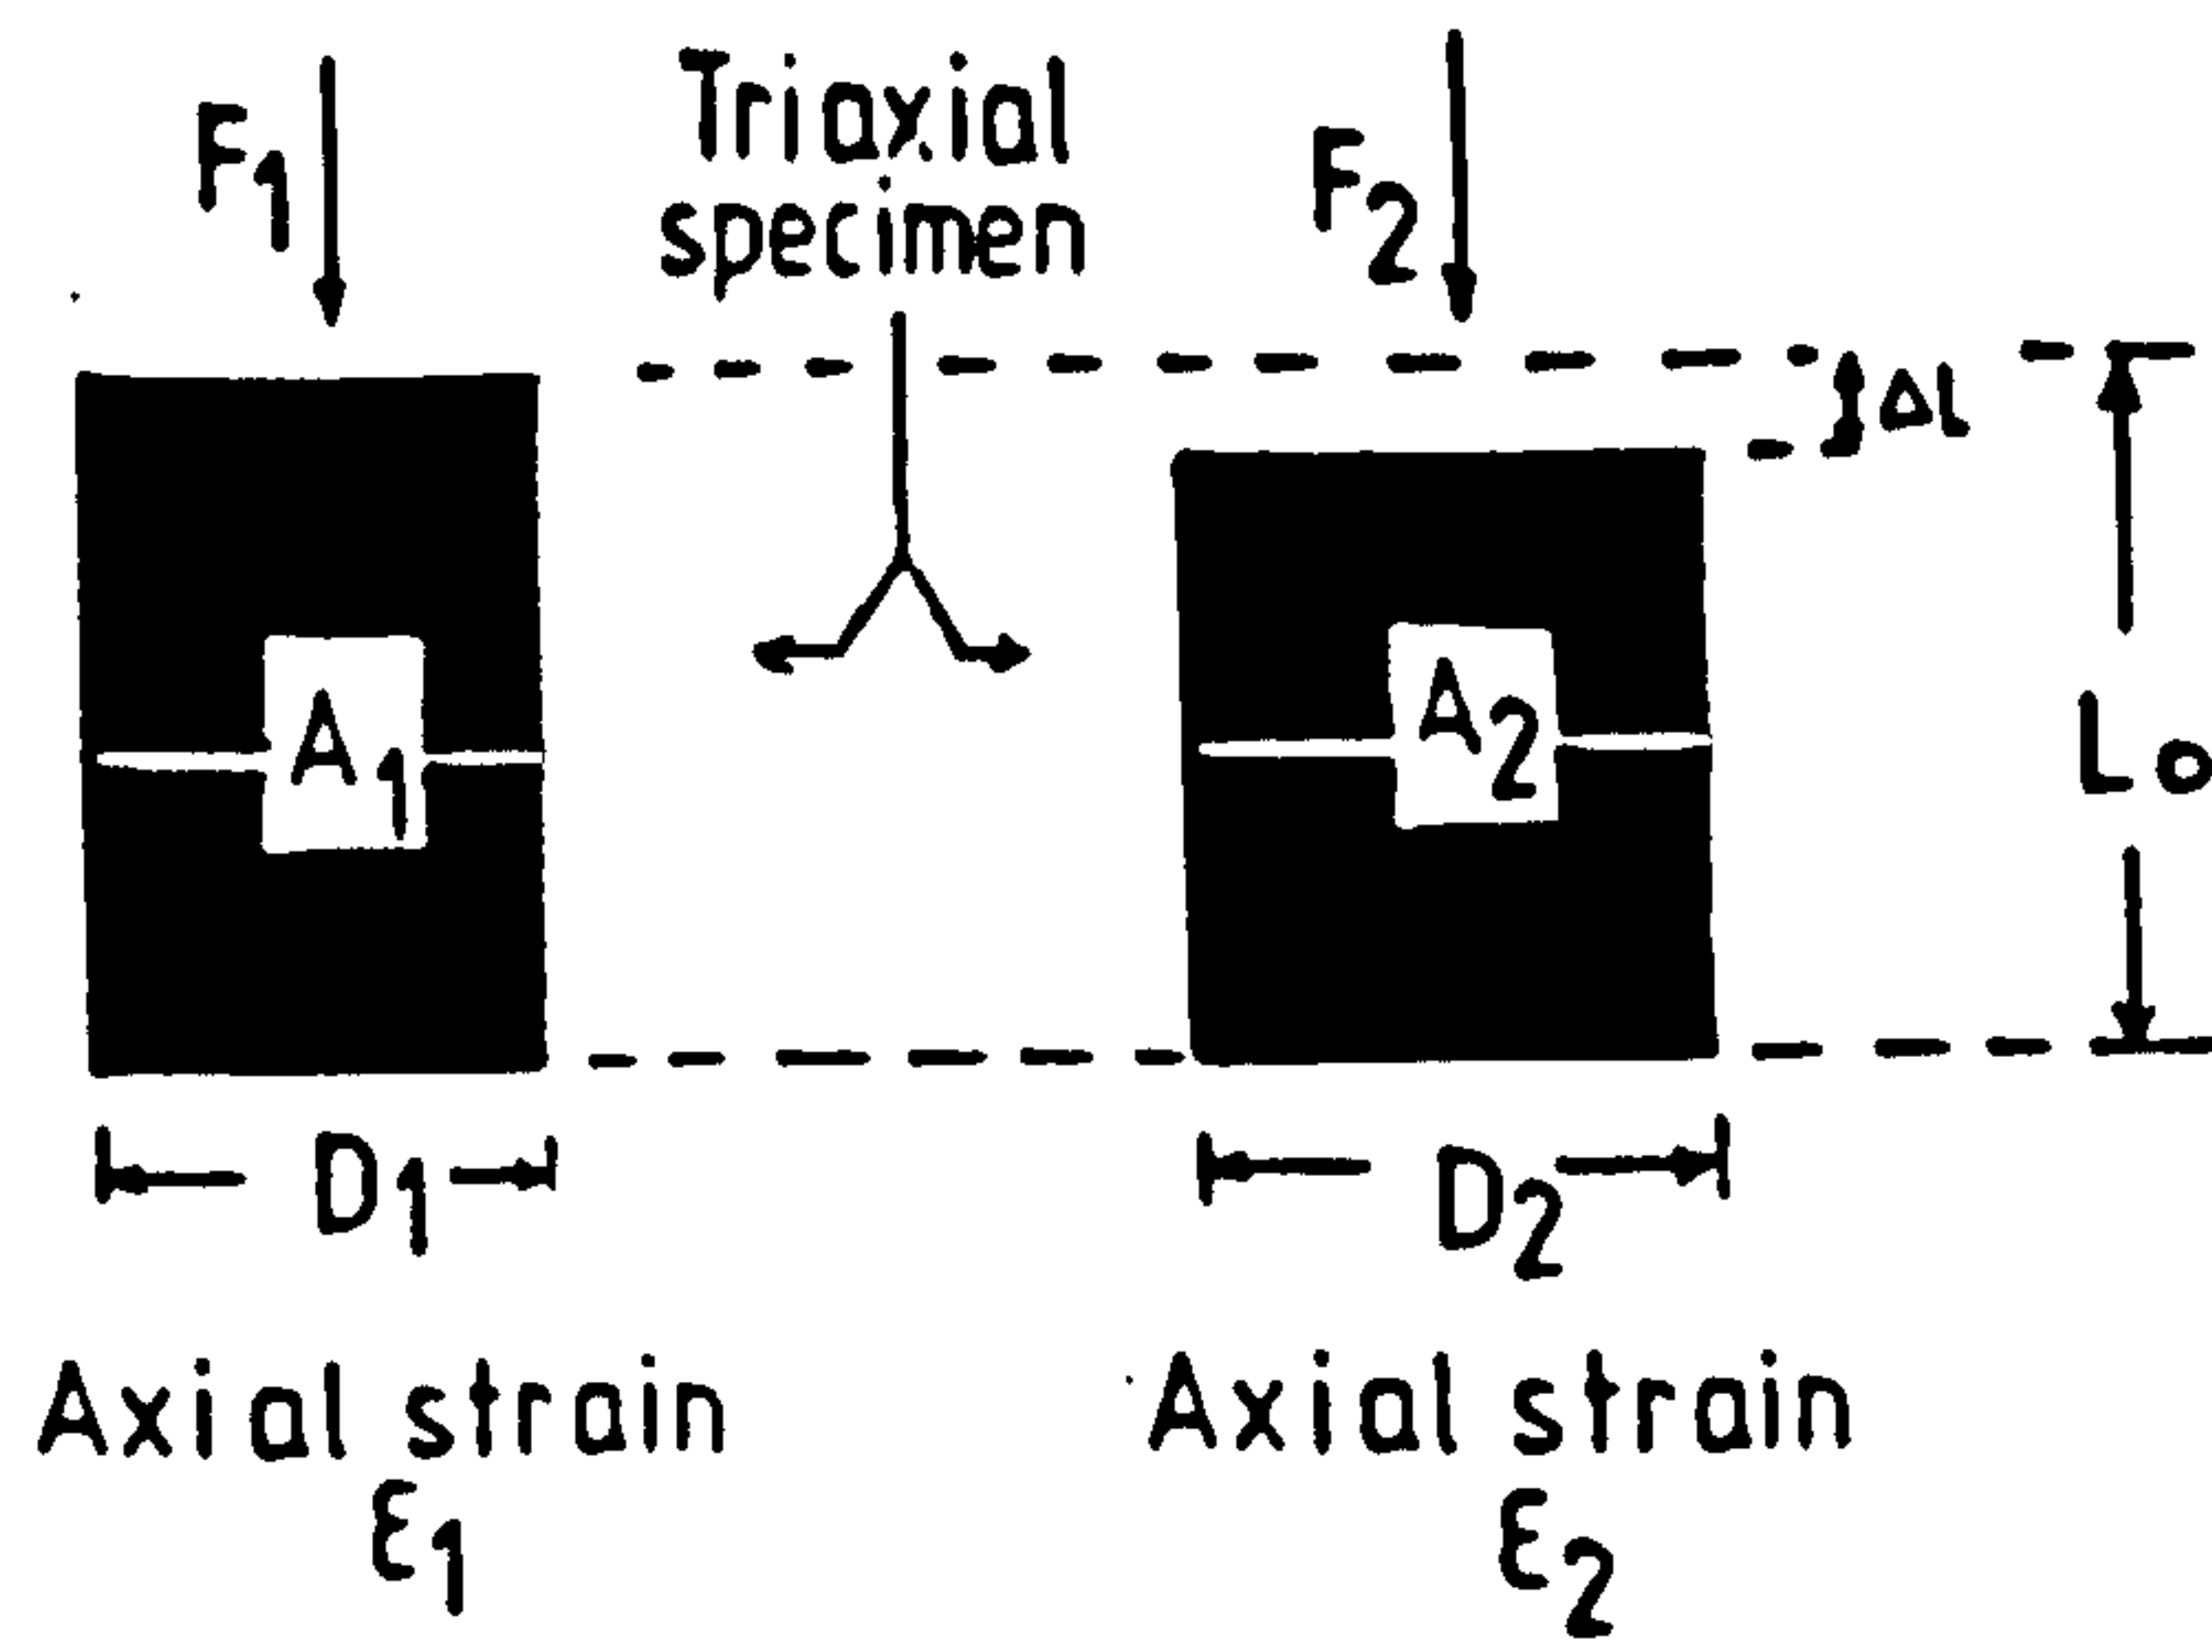 F1
Triaxial
specimen
F2
ΔL
A1
A2
Lo
D1
D2
Axial strain
ε1
Axial strain
ε2